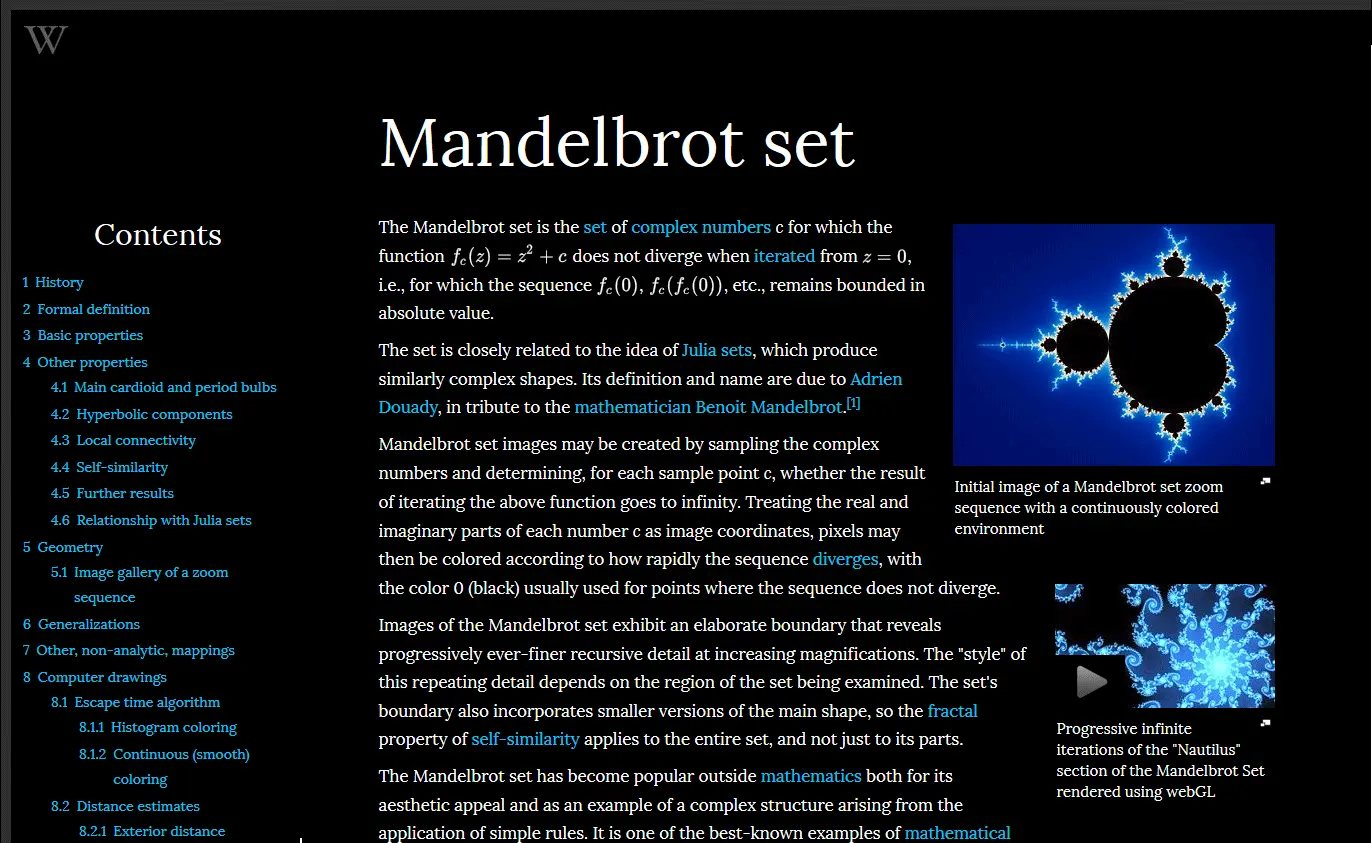 W
Mandelbrot set
Contents
1 History
2 Formal definition
3 Basic properties
4 Other properties
4.1 Main cardioid and period bulbs
4.2 Hyperbolic components
4.3 Local connectivity
4.4 Self-similarity
4.5 Further results
4.6 Relationship with Julia sets
5 Geometry
5.1 Image gallery of a zoom
sequence
6 Generalizations
7 Other, non-analytic, mappings
8 Computer drawings
8.1 Escape time algorithm
8.1.1 Histogram coloring
8.1.2 Continuous (smooth)
coloring
8.2 Distance estimates
8.2.1 Exterior distance
The Mandelbrot set is the set of complex numbers c for which the
function f_c(z) = z² + c does not diverge when iterated from z = 0,
i.e., for which the sequence f_c(0), f_c(f_c(0)), etc., remains bounded in
absolute value.
The set is closely related to the idea of Julia sets, which produce
similarly complex shapes. Its definition and name are due to Adrien
Douady, in tribute to the mathematician Benoit Mandelbrot.[1]
Mandelbrot set images may be created by sampling the complex
numbers and determining, for each sample point c, whether the result
of iterating the above function goes to infinity. Treating the real and
imaginary parts of each number c as image coordinates, pixels may
then be colored according to how rapidly the sequence diverges, with
the color 0 (black) usually used for points where the sequence does not diverge.
Images of the Mandelbrot set exhibit an elaborate boundary that reveals
progressively ever-finer recursive detail at increasing magnifications. The "style" of
this repeating detail depends on the region of the set being examined. The set's
boundary also incorporates smaller versions of the main shape, so the fractal
property of self-similarity applies to the entire set, and not just to its parts.
The Mandelbrot set has become popular outside mathematics both for its
aesthetic appeal and as an example of a complex structure arising from the
application of simple rules. It is one of the best-known examples of mathematical
Initial image of a Mandelbrot set zoom
sequence with a continuously colored
environment
Progressive infinite
iterations of the "Nautilus"
section of the Mandelbrot Set
rendered using webGL